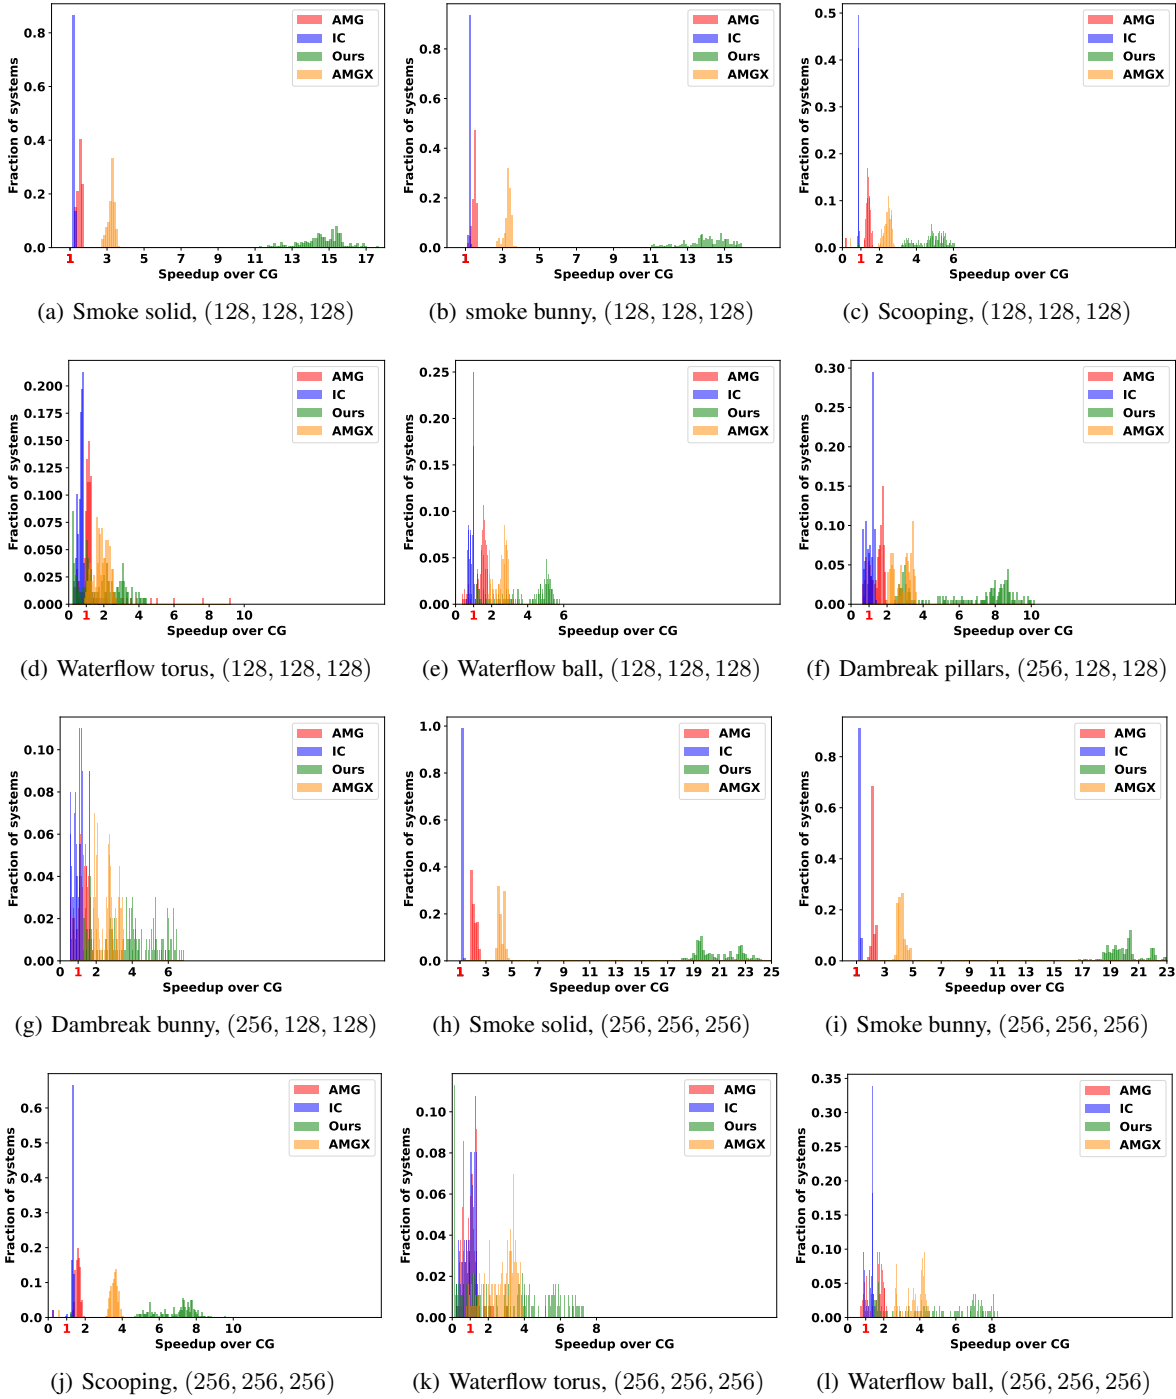 Fraction of systems
0.8
0.6
0.4
0.2
0.0
AMG
IC
Ours
AMGX
1 3 5 7 9 11 13 15 17
Speedup over CG
(a) Smoke solid, (128, 128, 128)
Fraction of systems
0.8
0.6
0.4
0.2
0.0
AMG
IC
Ours
AMGX
1 3 5 7 9 11 13 15
Speedup over CG
(b) smoke bunny, (128, 128, 128)
Fraction of systems
0.5
0.4
0.3
0.2
0.1
0.0
AMG
IC
Ours
AMGX
0 1 2 4 6
Speedup over CG
(c) Scooping, (128, 128, 128)
Fraction of systems
0.200
0.175
0.150
0.125
0.100
0.075
0.050
0.025
0.000
AMG
IC
Ours
AMGX
0 1 2 4 6 8 10
Speedup over CG
(d) Waterflow torus, (128, 128, 128)
Fraction of systems
0.25
0.20
0.15
0.10
0.05
0.00
AMG
IC
Ours
AMGX
0 1 2 4 6
Speedup over CG
(e) Waterflow ball, (128, 128, 128)
Fraction of systems
0.30
0.25
0.20
0.15
0.10
0.05
0.00
AMG
IC
Ours
AMGX
0 1 2 4 6 8 10
Speedup over CG
(f) Dambreak pillars, (256, 128, 128)
Fraction of systems
0.10
0.08
0.06
0.04
0.02
0.00
AMG
IC
Ours
AMGX
0 1 2 4 6
Speedup over CG
(g) Dambreak bunny, (256, 128, 128)
Fraction of systems
1.0
0.8
0.6
0.4
0.2
0.0
AMG
IC
Ours
AMGX
1 3 5 7 9 11 13 15 17 19 21 23 25
Speedup over CG
(h) Smoke solid, (256, 256, 256)
Fraction of systems
0.8
0.6
0.4
0.2
0.0
AMG
IC
Ours
AMGX
1 3 5 7 9 11 13 15 17 19 21 23
Speedup over CG
(i) Smoke bunny, (256, 256, 256)
Fraction of systems
0.6
0.5
0.4
0.3
0.2
0.1
0.0
AMG
IC
Ours
AMGX
0 1 2 4 6 8 10
Speedup over CG
(j) Scooping, (256, 256, 256)
Fraction of systems
0.10
0.08
0.06
0.04
0.02
0.00
AMG
IC
Ours
AMGX
0 1 2 4 6 8
Speedup over CG
(k) Waterflow torus, (256, 256, 256)
Fraction of systems
0.35
0.30
0.25
0.20
0.15
0.10
0.05
0.00
AMG
IC
Ours
AMGX
0 1 2 4 6 8
Speedup over CG
(l) Waterflow ball, (256, 256, 256)